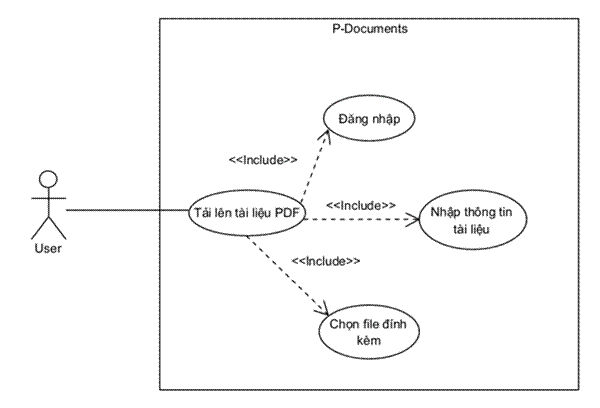 P-Documents
Đăng nhập
<<Include>>
<<Include>>
Tải lên tài liệu PDF
Nhập thông tin
tài liệu
User
<<Include>>
Chọn file đính
kèm